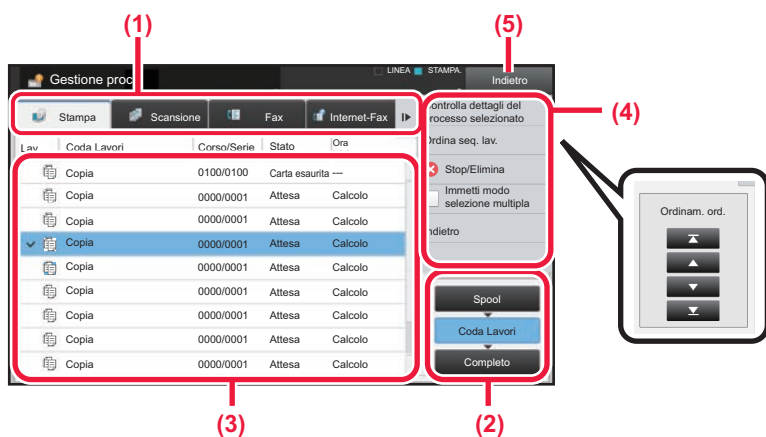 (1)
(5)
LINEA STAMPA.
Gestione proc
Indietro
Stampa Scansione Fax Internet-Fax
ontrolla dettagli del
rocesso selezionato
(4)
Lav Coda Lavori Corso/Serie Stato Ora
rdina seq. lav.
Copia 0100/0100 Carta esaurita ---
Stop/Elimina
Copia 0000/0001 Attesa Calcolo
Immetti modo
selezione multipla
Copia 0000/0001 Attesa Calcolo
ndietro
Copia 0000/0001 Attesa Calcolo
Copia 0000/0001 Attesa Calcolo
Copia 0000/0001 Attesa Calcolo
Spool
Copia 0000/0001 Attesa Calcolo
Coda Lavori
Copia 0000/0001 Attesa Calcolo
Copia 0000/0001 Attesa Calcolo
Completo
Ordinam. ord.
(3)
(2)